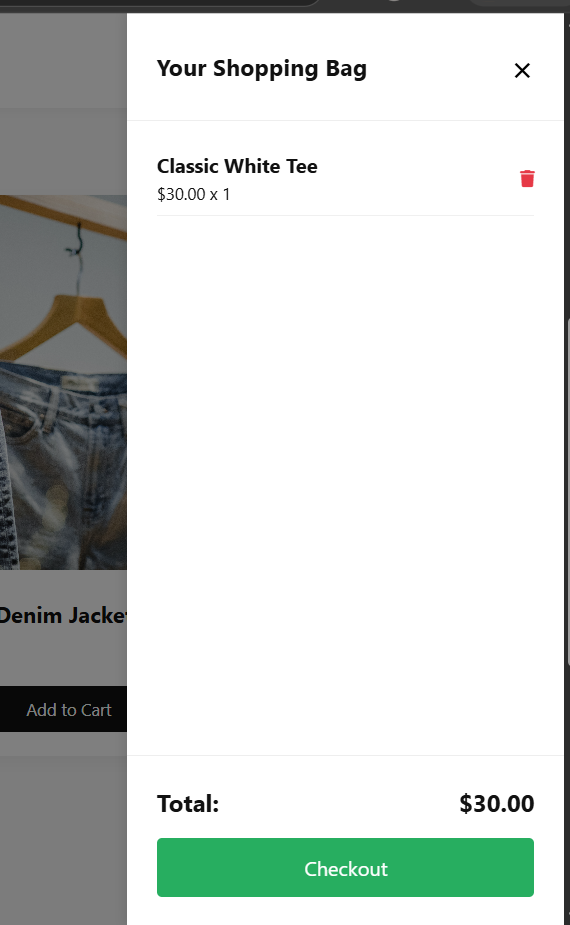 Your Shopping Bag
Classic White Tee
$30.00 x 1
Denim Jacke
Add to Cart
Total:
$30.00
Checkout